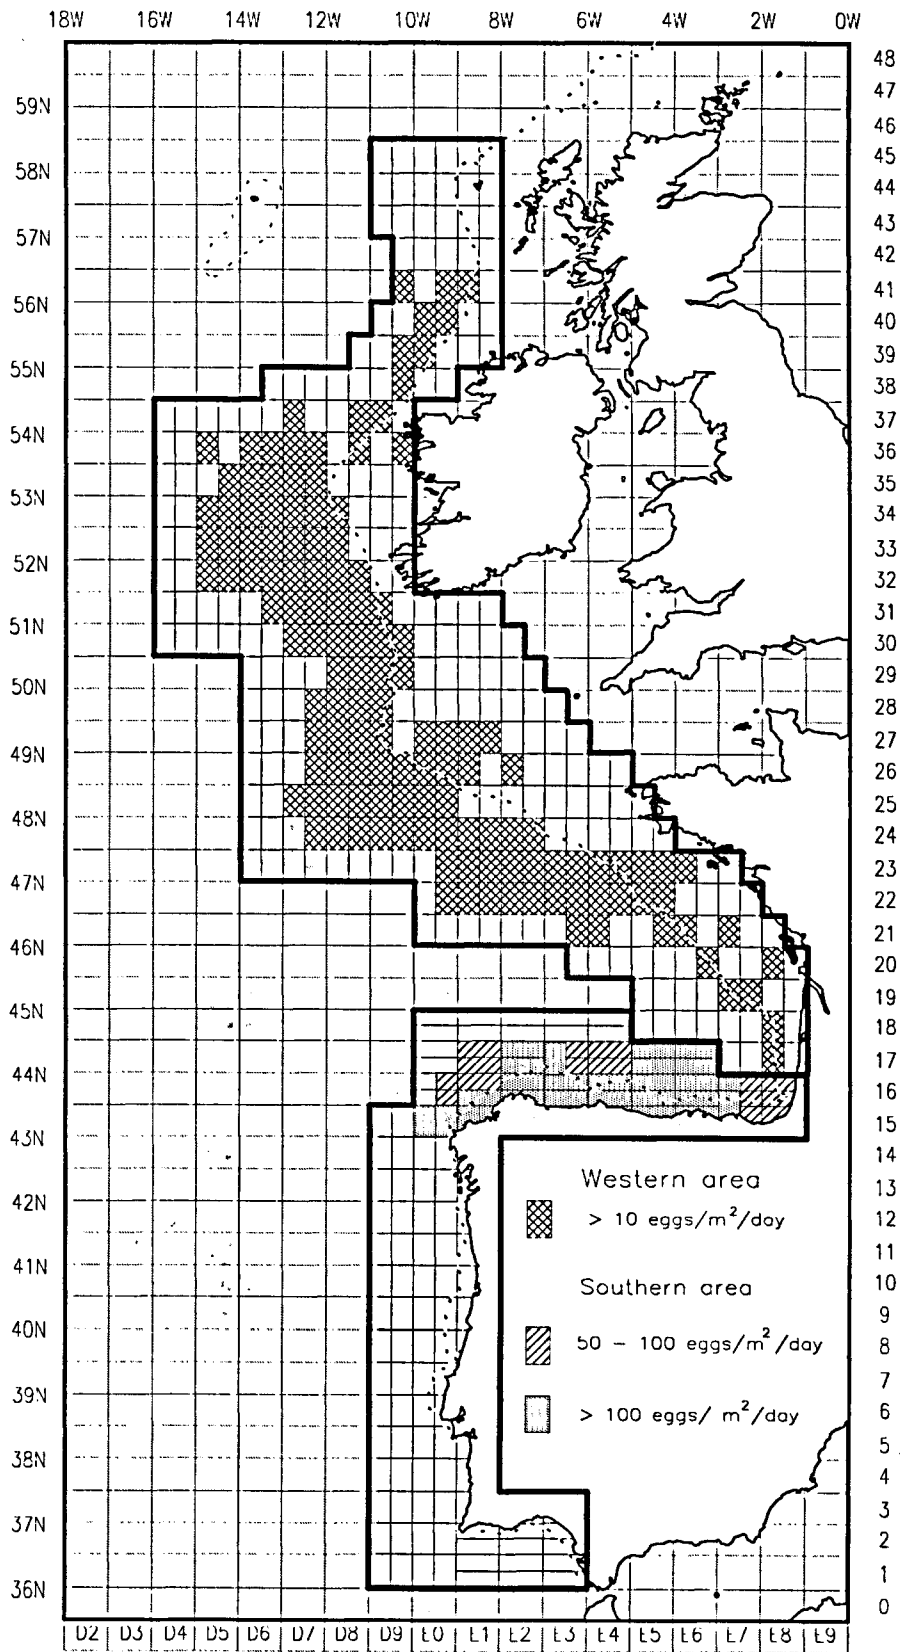 18W 16W 14W 12W 10W 8W 6W 4W 2W 0W
48
59N 47
46
58N 45
44
57N 43
42
56N 41
40
55N 39
38
54N 37
36
53N 35
34
52N 33
32
51N 31
30
50N 29
28
49N 27
26
48N 25
24
47N 23
22
46N 21
20
45N 19
18
44N 17
16
43N 15
14
42N 13
12
41N 11
10
40N 9
8
39N 7
6
38N 5
4
37N 3
2
36N 1
0
Western area
> 10 eggs/m²/day
Southern area
50 – 100 eggs/m²/day
> 100 eggs/ m²/day
D2 D3 D4 D5 D6 D7 D8 D9 E0 E1 E2 E3 E4 E5 E6 E7 E8 E9